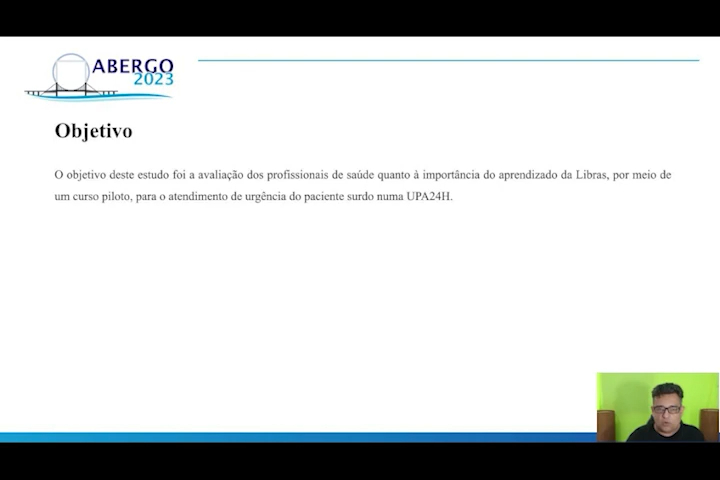 ABERGO
2023
Objetivo
O objetivo deste estudo foi a avaliação dos profissionais de saúde quanto à importância do aprendizado da Libras, por meio de
um curso piloto, para o atendimento de urgência do paciente surdo numa UPA24H.